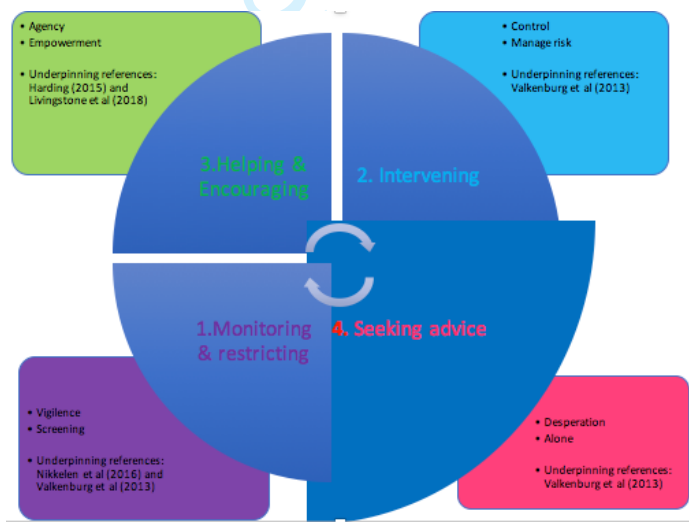 • Agency
• Empowerment
• Underpinning references:
Harding (2015) and
Livingstone et al (2018)
• Control
• Manage risk
• Underpinning references:
Valkenburg et al (2013)
3.Helping &
Encouraging
2. Intervening
1.Monitoring
& restricting
4. Seeking advice
• Vigilence
• Screening
• Underpinning references:
Nikkelen et al (2016) and
Valkenburg et al (2013)
• Desperation
• Alone
• Underpinning references:
Valkenburg et al (2013)